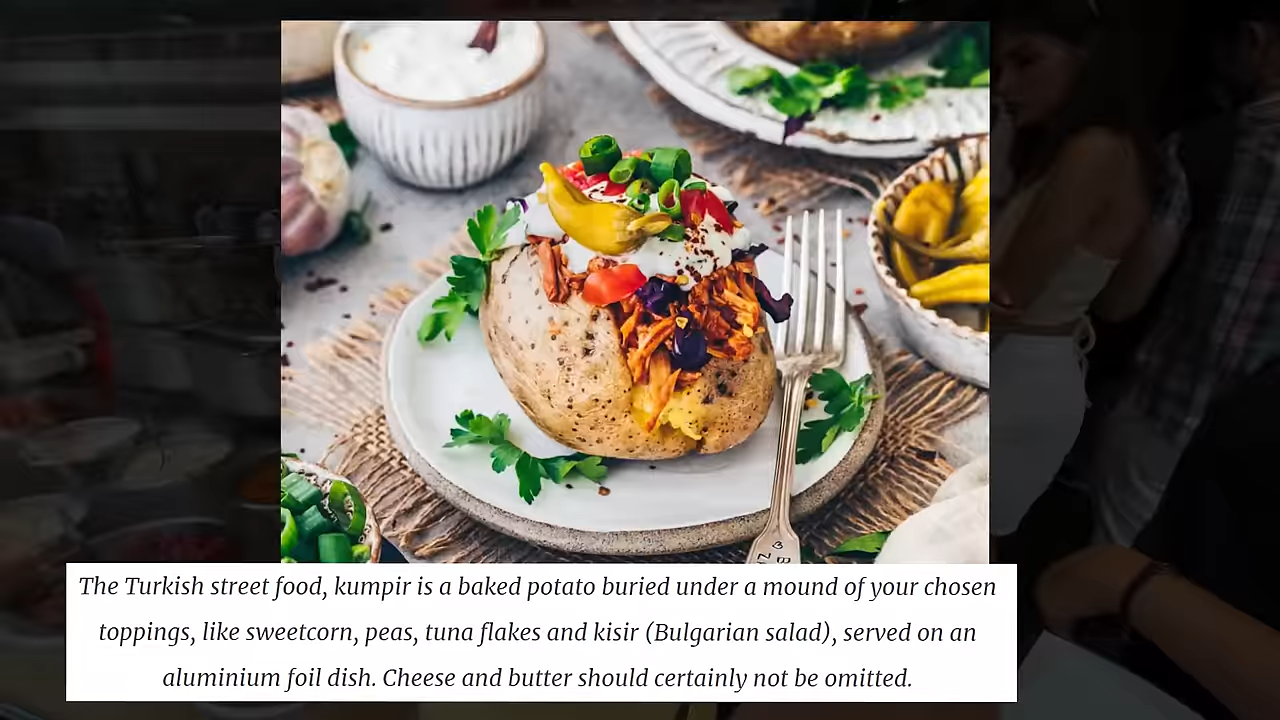 The Turkish street food, kumpir is a baked potato buried under a mound of your chosen
toppings, like sweetcorn, peas, tuna flakes and kisir (Bulgarian salad), served on an
aluminium foil dish. Cheese and butter should certainly not be omitted.